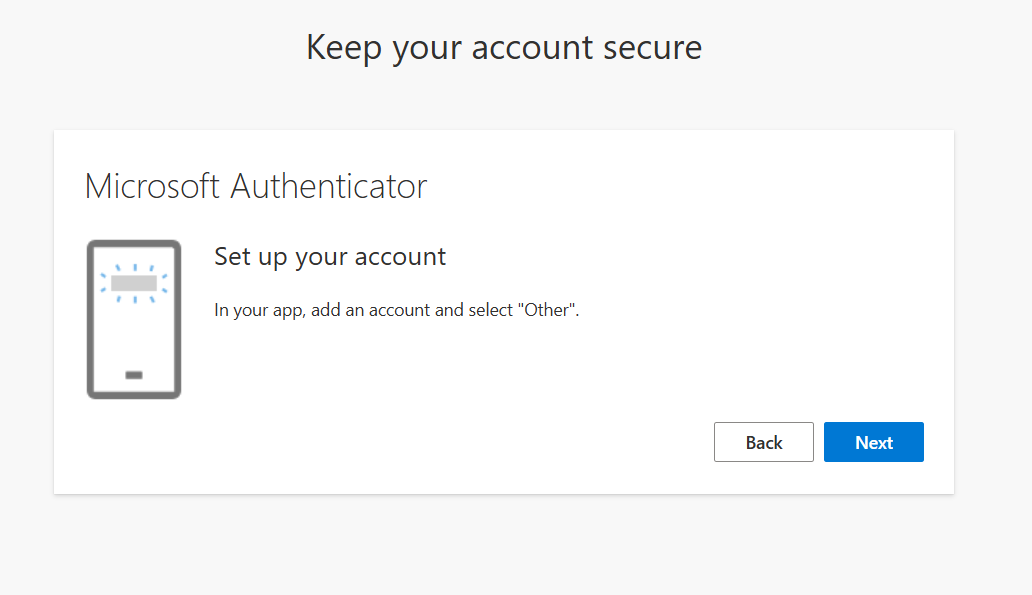 Keep your account secure
Microsoft Authenticator
Set up your account
In your app, add an account and select "Other".
Back
Next